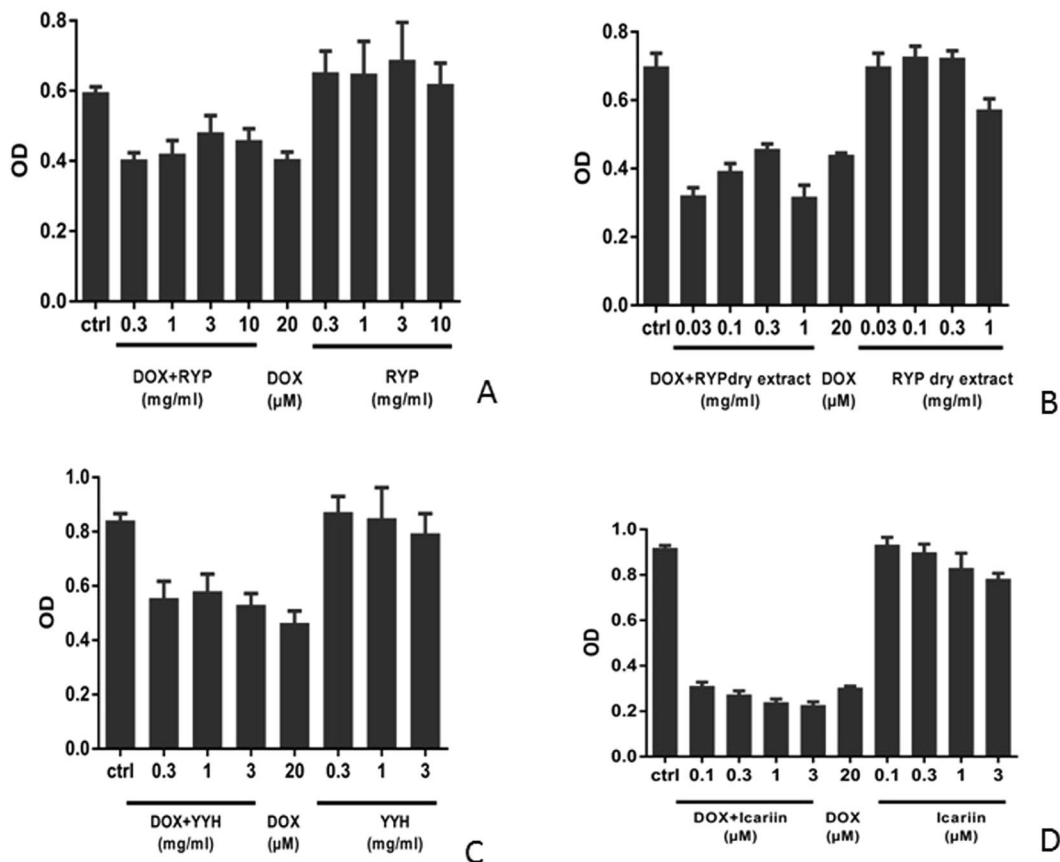 0.8
0.6
0.4
0.2
0.0
OD
ctrl 0.3 1 3 10 20 0.3 1 3 10
DOX+RYP DOX RYP
(mg/ml) (µM) (mg/ml)
A
0.8
0.6
0.4
0.2
0.0
OD
ctrl 0.03 0.1 0.3 1 20 0.03 0.1 0.3 1
DOX+RYPdry extract DOX RYP dry extract
(mg/ml) (µM) (mg/ml)
B
1.0
0.8
0.6
0.4
0.2
0.0
OD
ctrl 0.3 1 3 20 0.3 1 3
DOX+YYH DOX YYH
(mg/ml) (µM) (mg/ml)
C
1.0
0.8
0.6
0.4
0.2
0.0
OD
ctrl 0.1 0.3 1 3 20 0.1 0.3 1 3
DOX+Icariin DOX Icariin
(µM) (µM) (µM)
D